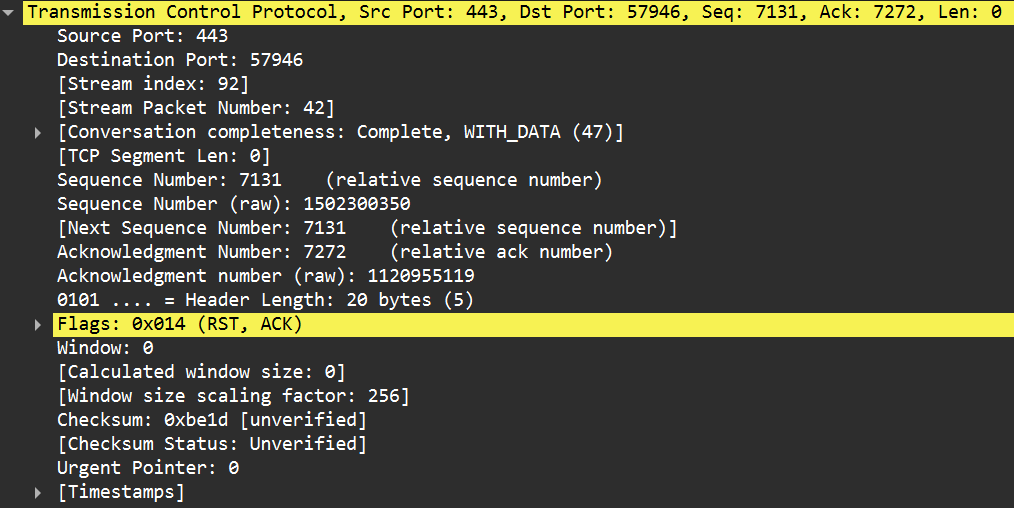 Transmission Control Protocol, Src Port: 443, Dst Port: 57946, Seq: 7131, Ack: 7272, Len: 0
Source Port: 443
Destination Port: 57946
[Stream index: 92]
[Stream Packet Number: 42]
[Conversation completeness: Complete, WITH_DATA (47)]
[TCP Segment Len: 0]
Sequence Number: 7131    (relative sequence number)
Sequence Number (raw): 1502300350
[Next Sequence Number: 7131    (relative sequence number)]
Acknowledgment Number: 7272    (relative ack number)
Acknowledgment number (raw): 1120955119
0101 .... = Header Length: 20 bytes (5)
Flags: 0x014 (RST, ACK)
Window: 0
[Calculated window size: 0]
[Window size scaling factor: 256]
Checksum: 0xbe1d [unverified]
[Checksum Status: Unverified]
Urgent Pointer: 0
[Timestamps]